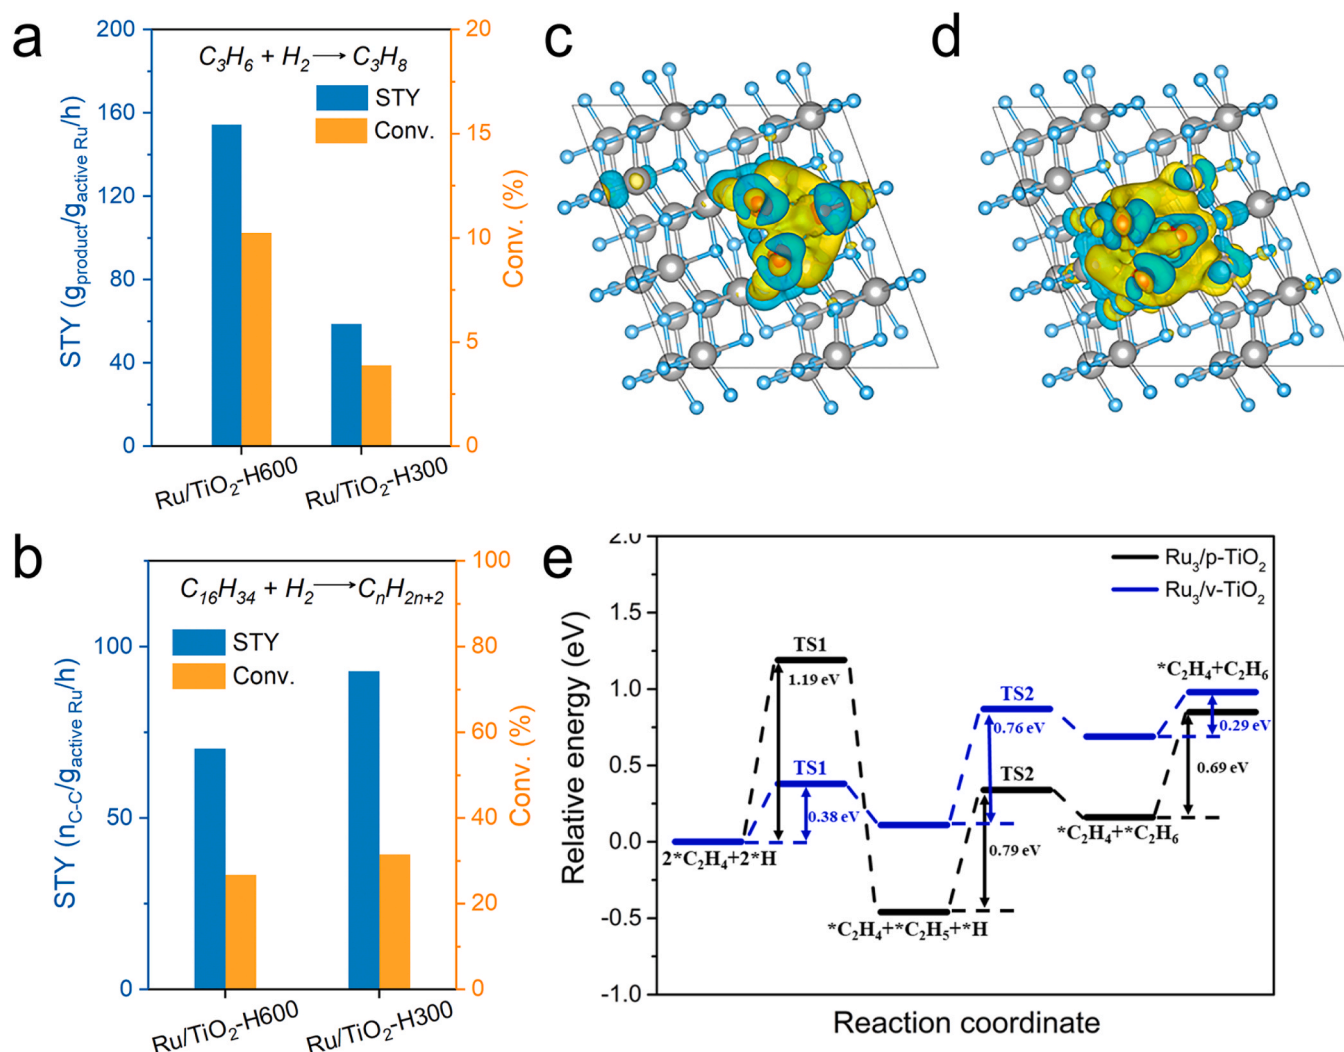 a
200
160
120
80
40
0
STY (g_product/g_active Ru/h)
C₃H₆ + H₂ → C₃H₈
STY
Conv.
20
15
10
5
0
Conv. (%)
Ru/TiO₂-H600
Ru/TiO₂-H300
c
d
b
100
50
0
STY (n_C-C/g_active Ru/h)
C₁₆H₃₄ + H₂ → CₙH₂ₙ₊₂
STY
Conv.
100
80
60
40
20
0
Conv. (%)
Ru/TiO₂-H600
Ru/TiO₂-H300
e
2.0
1.5
1.0
0.5
0.0
-0.5
-1.0
Relative energy (eV)
Ru₃/p-TiO₂
Ru₃/v-TiO₂
TS1
1.19 eV
TS1
0.38 eV
2*C₂H₄+2*H
*C₂H₄+*C₂H₅+*H
TS2
0.76 eV
TS2
0.79 eV
*C₂H₄+*C₂H₆
*C₂H₄+C₂H₆
0.29 eV
0.69 eV
Reaction coordinate